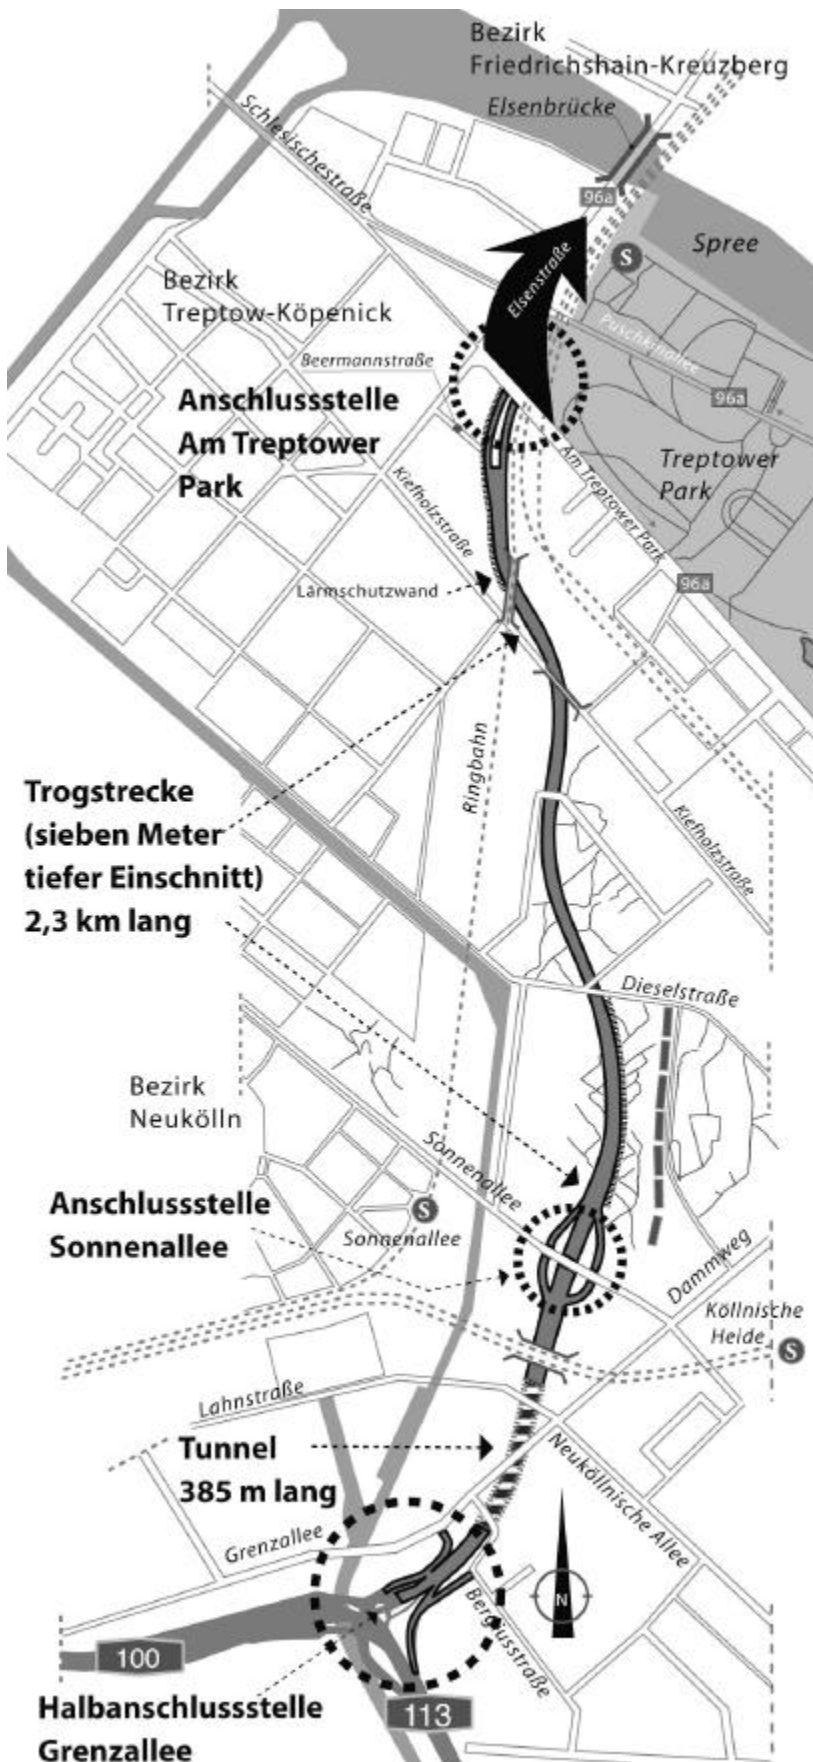 Bezirk
Friedrichshain-Kreuzberg
Elsenbrücke
Schlesischestraße
96a
Spree
S
Elsenstraße
Bezirk
Treptow-Köpenick
Puschkinallee
Beermannstraße
96a
Anschlussstelle
Am Treptower
Park
Treptower
Park
Am Treptower Park
Kiefholzstraße
96a
Lärmschutzwand
Ringbahn
Trogstrecke
(sieben Meter
tiefer Einschnitt)
2,3 km lang
Kiefholzstraße
Dieselstraße
Bezirk
Neukölln
Sonnenallee
Anschlussstelle
Sonnenallee
S
Sonnenallee
Dammweg
Köllnische
Heide
S
Lahnstraße
Tunnel
385 m lang
Neuköllnische Allee
Grenzallee
N
Bergiusstraße
100
113
Halbanschlussstelle
Grenzallee